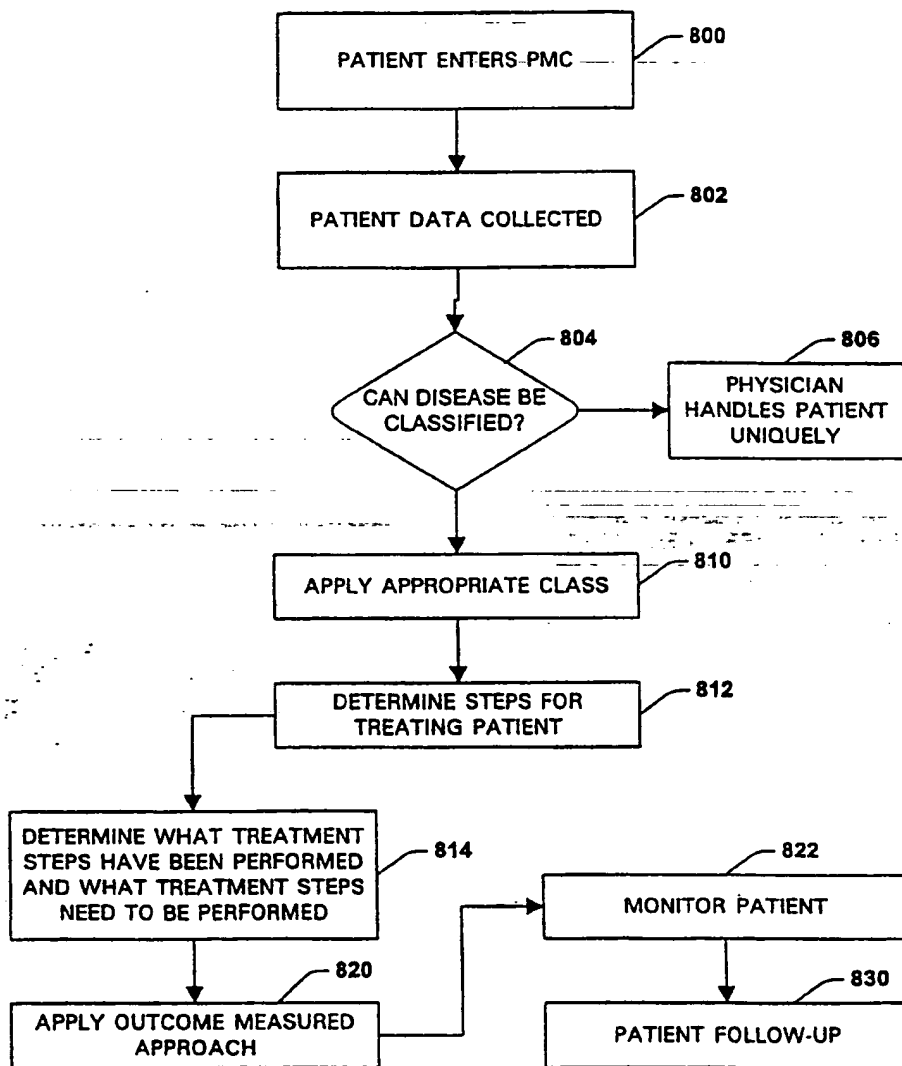 800
PATIENT ENTERS PMC
802
PATIENT DATA COLLECTED
804
CAN DISEASE BE
CLASSIFIED?
806
PHYSICIAN
HANDLES PATIENT
UNIQUELY
810
APPLY APPROPRIATE CLASS
812
DETERMINE STEPS FOR
TREATING PATIENT
814
DETERMINE WHAT TREATMENT
STEPS HAVE BEEN PERFORMED
AND WHAT TREATMENT STEPS
NEED TO BE PERFORMED
820
APPLY OUTCOME MEASURED
APPROACH
822
MONITOR PATIENT
830
PATIENT FOLLOW-UP